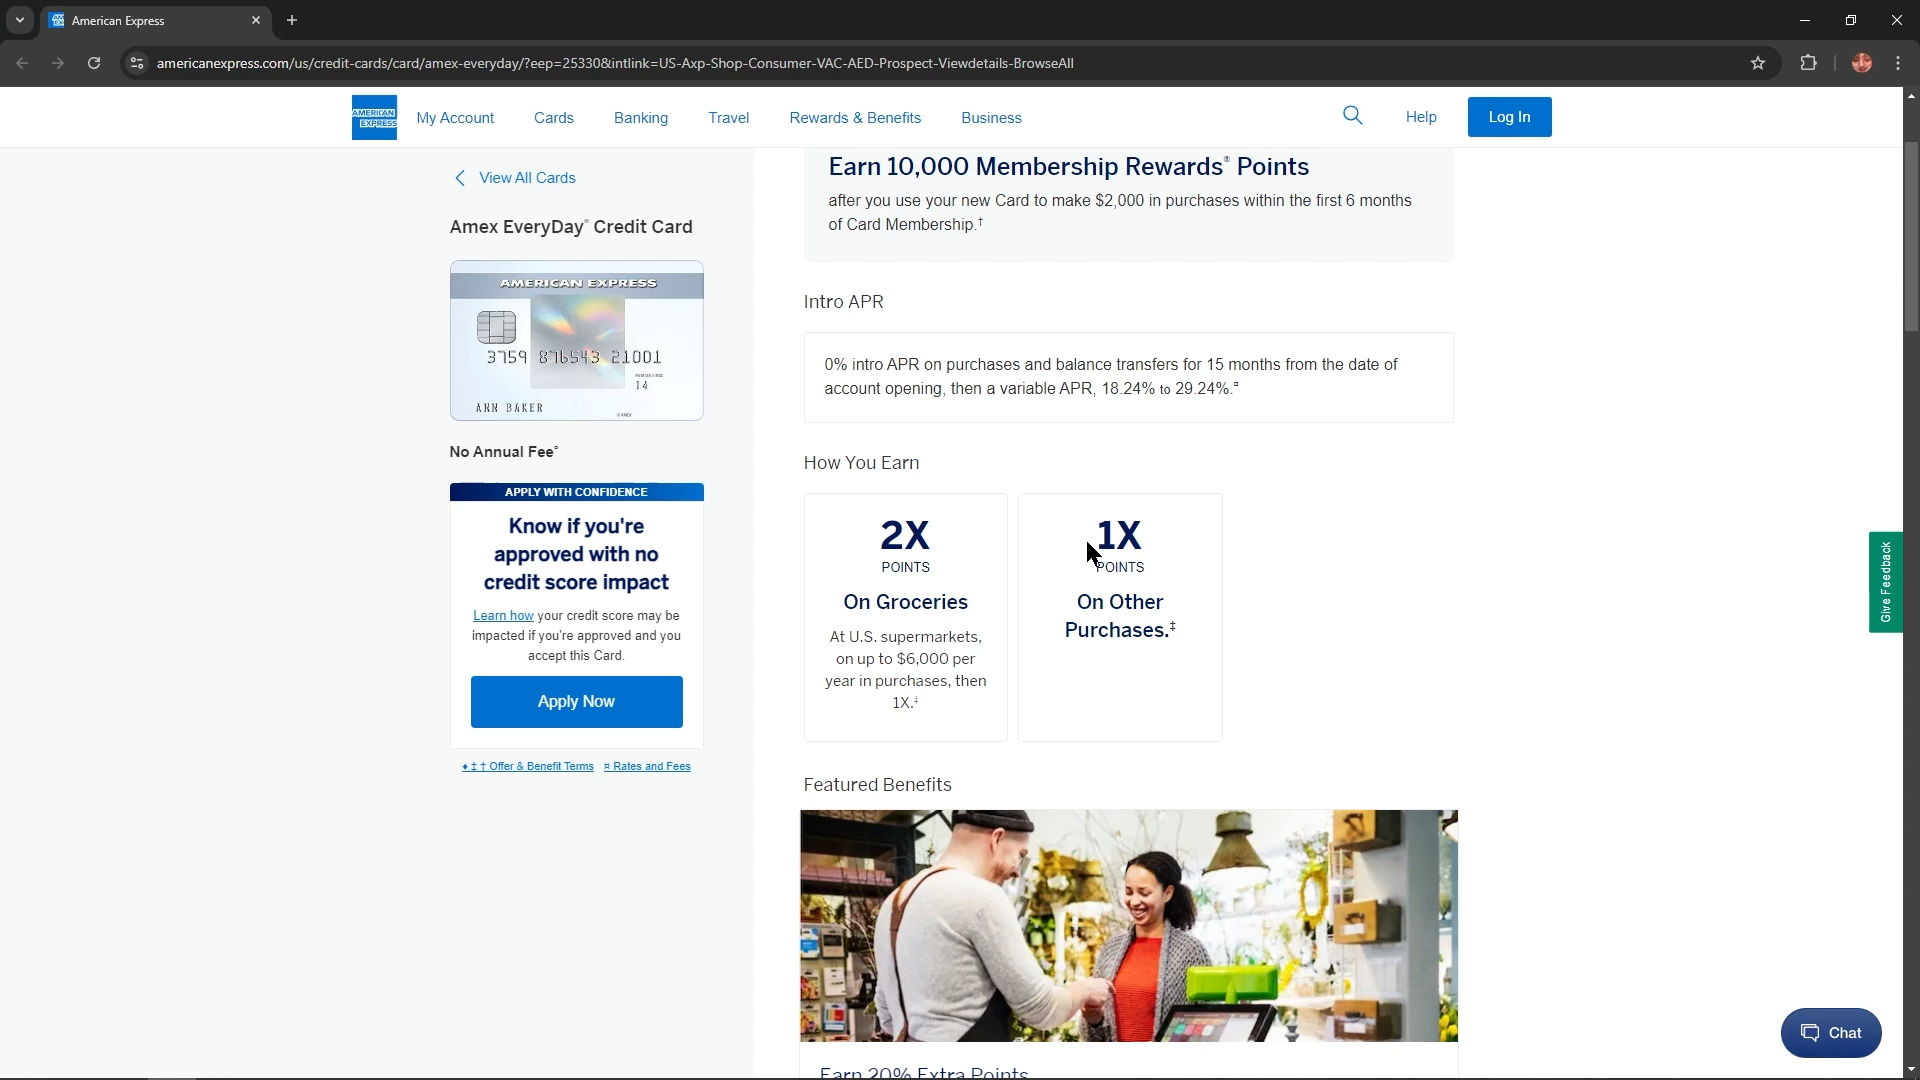 American Express
americanexpress.com/us/credit-cards/card/amex-everyday/?eep=25330&intlink=US-Axp-Shop-Consumer-VAC-AED-Prospect-Viewdetails-BrowseAll
AMERICAN EXPRESS
My Account
Cards
Banking
Travel
Rewards & Benefits
Business
Help
Log In
View All Cards
Amex EveryDay® Credit Card
AMERICAN EXPRESS
3759 876543 21001
MEMBER SINCE
14
ANN BAKER
© AMEX
No Annual Fee¤
APPLY WITH CONFIDENCE
Know if you're
approved with no
credit score impact
Learn how your credit score may be
impacted if you're approved and you
accept this Card.
Apply Now
♦ ‡ † Offer & Benefit Terms ¤ Rates and Fees
Earn 10,000 Membership Rewards® Points
after you use your new Card to make $2,000 in purchases within the first 6 months
of Card Membership.†
Intro APR
0% intro APR on purchases and balance transfers for 15 months from the date of
account opening, then a variable APR, 18.24% to 29.24%.¤
How You Earn
2X
POINTS
On Groceries
At U.S. supermarkets,
on up to $6,000 per
year in purchases, then
1X.‡
1X
POINTS
On Other
Purchases.‡
Featured Benefits
Earn 20% Extra Points
Give Feedback
Chat